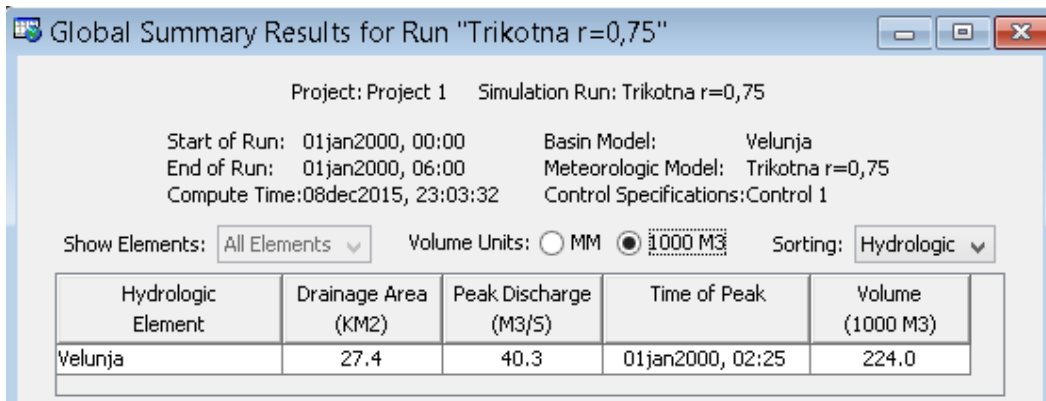 Global Summary Results for Run "Trikotna r=0,75"
Project: Project 1 Simulation Run: Trikotna r=0,75
Start of Run: 01jan2000, 00:00 Basin Model: Velunja
End of Run: 01jan2000, 06:00 Meteorologic Model: Trikotna r=0,75
Compute Time:08dec2015, 23:03:32 Control Specifications:Control 1
Show Elements: All Elements Volume Units: MM 1000 M3 Sorting: Hydrologic
Hydrologic Drainage Area Peak Discharge Time of Peak Volume
Element (KM2) (M3/S) (1000 M3)
Velunja 27.4 40.3 01jan2000, 02:25 224.0